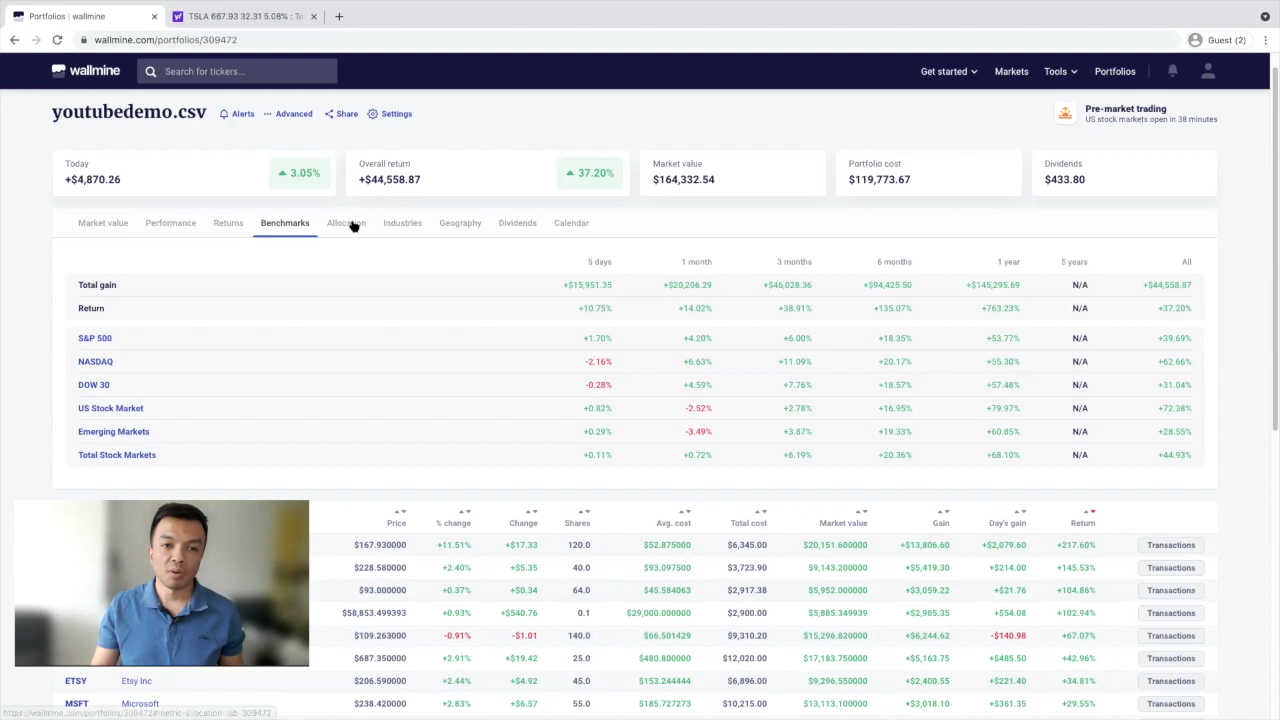 Portfolios | wallmine
TSLA 667.93 32.31 5.08% : Te
wallmine.com/portfolios/309472
Guest (2)
wallmine
Search for tickers...
Get started
Markets
Tools
Portfolios
youtubedemo.csv
Alerts
Advanced
Share
Settings
Pre-market trading
US stock markets open in 38 minutes
Today
+$4,870.26
3.05%
Overall return
+$44,558.87
37.20%
Market value
$164,332.54
Portfolio cost
$119,773.67
Dividends
$433.80
Market value Performance Returns Benchmarks Allocation Industries Geography Dividends Calendar
5 days 1 month 3 months 6 months 1 year 5 years All
Total gain +$15,951.35 +$20,206.29 +$46,028.36 +$94,425.50 +$145,295.69 N/A +$44,558.87
Return +10.75% +14.02% +38.91% +135.07% +763.23% N/A +37.20%
S&P 500 +1.70% +4.20% +6.00% +18.35% +53.77% N/A +39.69%
NASDAQ -2.16% +6.63% +11.09% +20.17% +55.30% N/A +62.66%
DOW 30 -0.28% +4.59% +7.76% +18.57% +57.48% N/A +31.04%
US Stock Market +0.82% -2.52% +2.78% +16.95% +79.97% N/A +72.38%
Emerging Markets +0.29% -3.49% +3.87% +19.33% +60.85% N/A +28.55%
Total Stock Markets +0.11% +0.72% +6.19% +20.36% +68.10% N/A +44.93%
Price % change Change Shares Avg. cost Total cost Market value Gain Day's gain Return
$167.930000 +11.51% +$17.33 120.0 $52.875000 $6,345.00 $20,151.600000 +$13,806.60 +$2,079.60 +217.60% Transactions
$228.580000 +2.40% +$5.35 40.0 $93.097500 $3,723.90 $9,143.200000 +$5,419.30 +$214.00 +145.53% Transactions
$93.000000 +0.37% +$0.34 64.0 $45.584063 $2,917.38 $5,952.000000 +$3,059.22 +$21.76 +104.86% Transactions
$58,853.499393 +0.93% +$540.76 0.1 $29,000.000000 $2,900.00 $5,885.349939 +$2,985.35 +$54.08 +102.94% Transactions
$109.263000 -0.91% -$1.01 140.0 $66.501429 $9,310.20 $15,296.820000 +$6,244.62 -$140.98 +67.07% Transactions
$687.350000 +2.91% +$19.42 25.0 $480.800000 $12,020.00 $17,183.750000 +$5,163.75 +$485.50 +42.96% Transactions
ETSY Etsy Inc $206.590000 +2.44% +$4.92 45.0 $153.244444 $6,896.00 $9,296.550000 +$2,400.55 +$221.40 +34.81% Transactions
MSFT Microsoft $238.420000 +2.83% +$6.57 55.0 $185.727273 $10,215.00 $13,113.100000 +$3,018.10 +$361.35 +29.55% Transactions
https://wallmine.com/portfolios/309472#metric-allocation-tab-309472